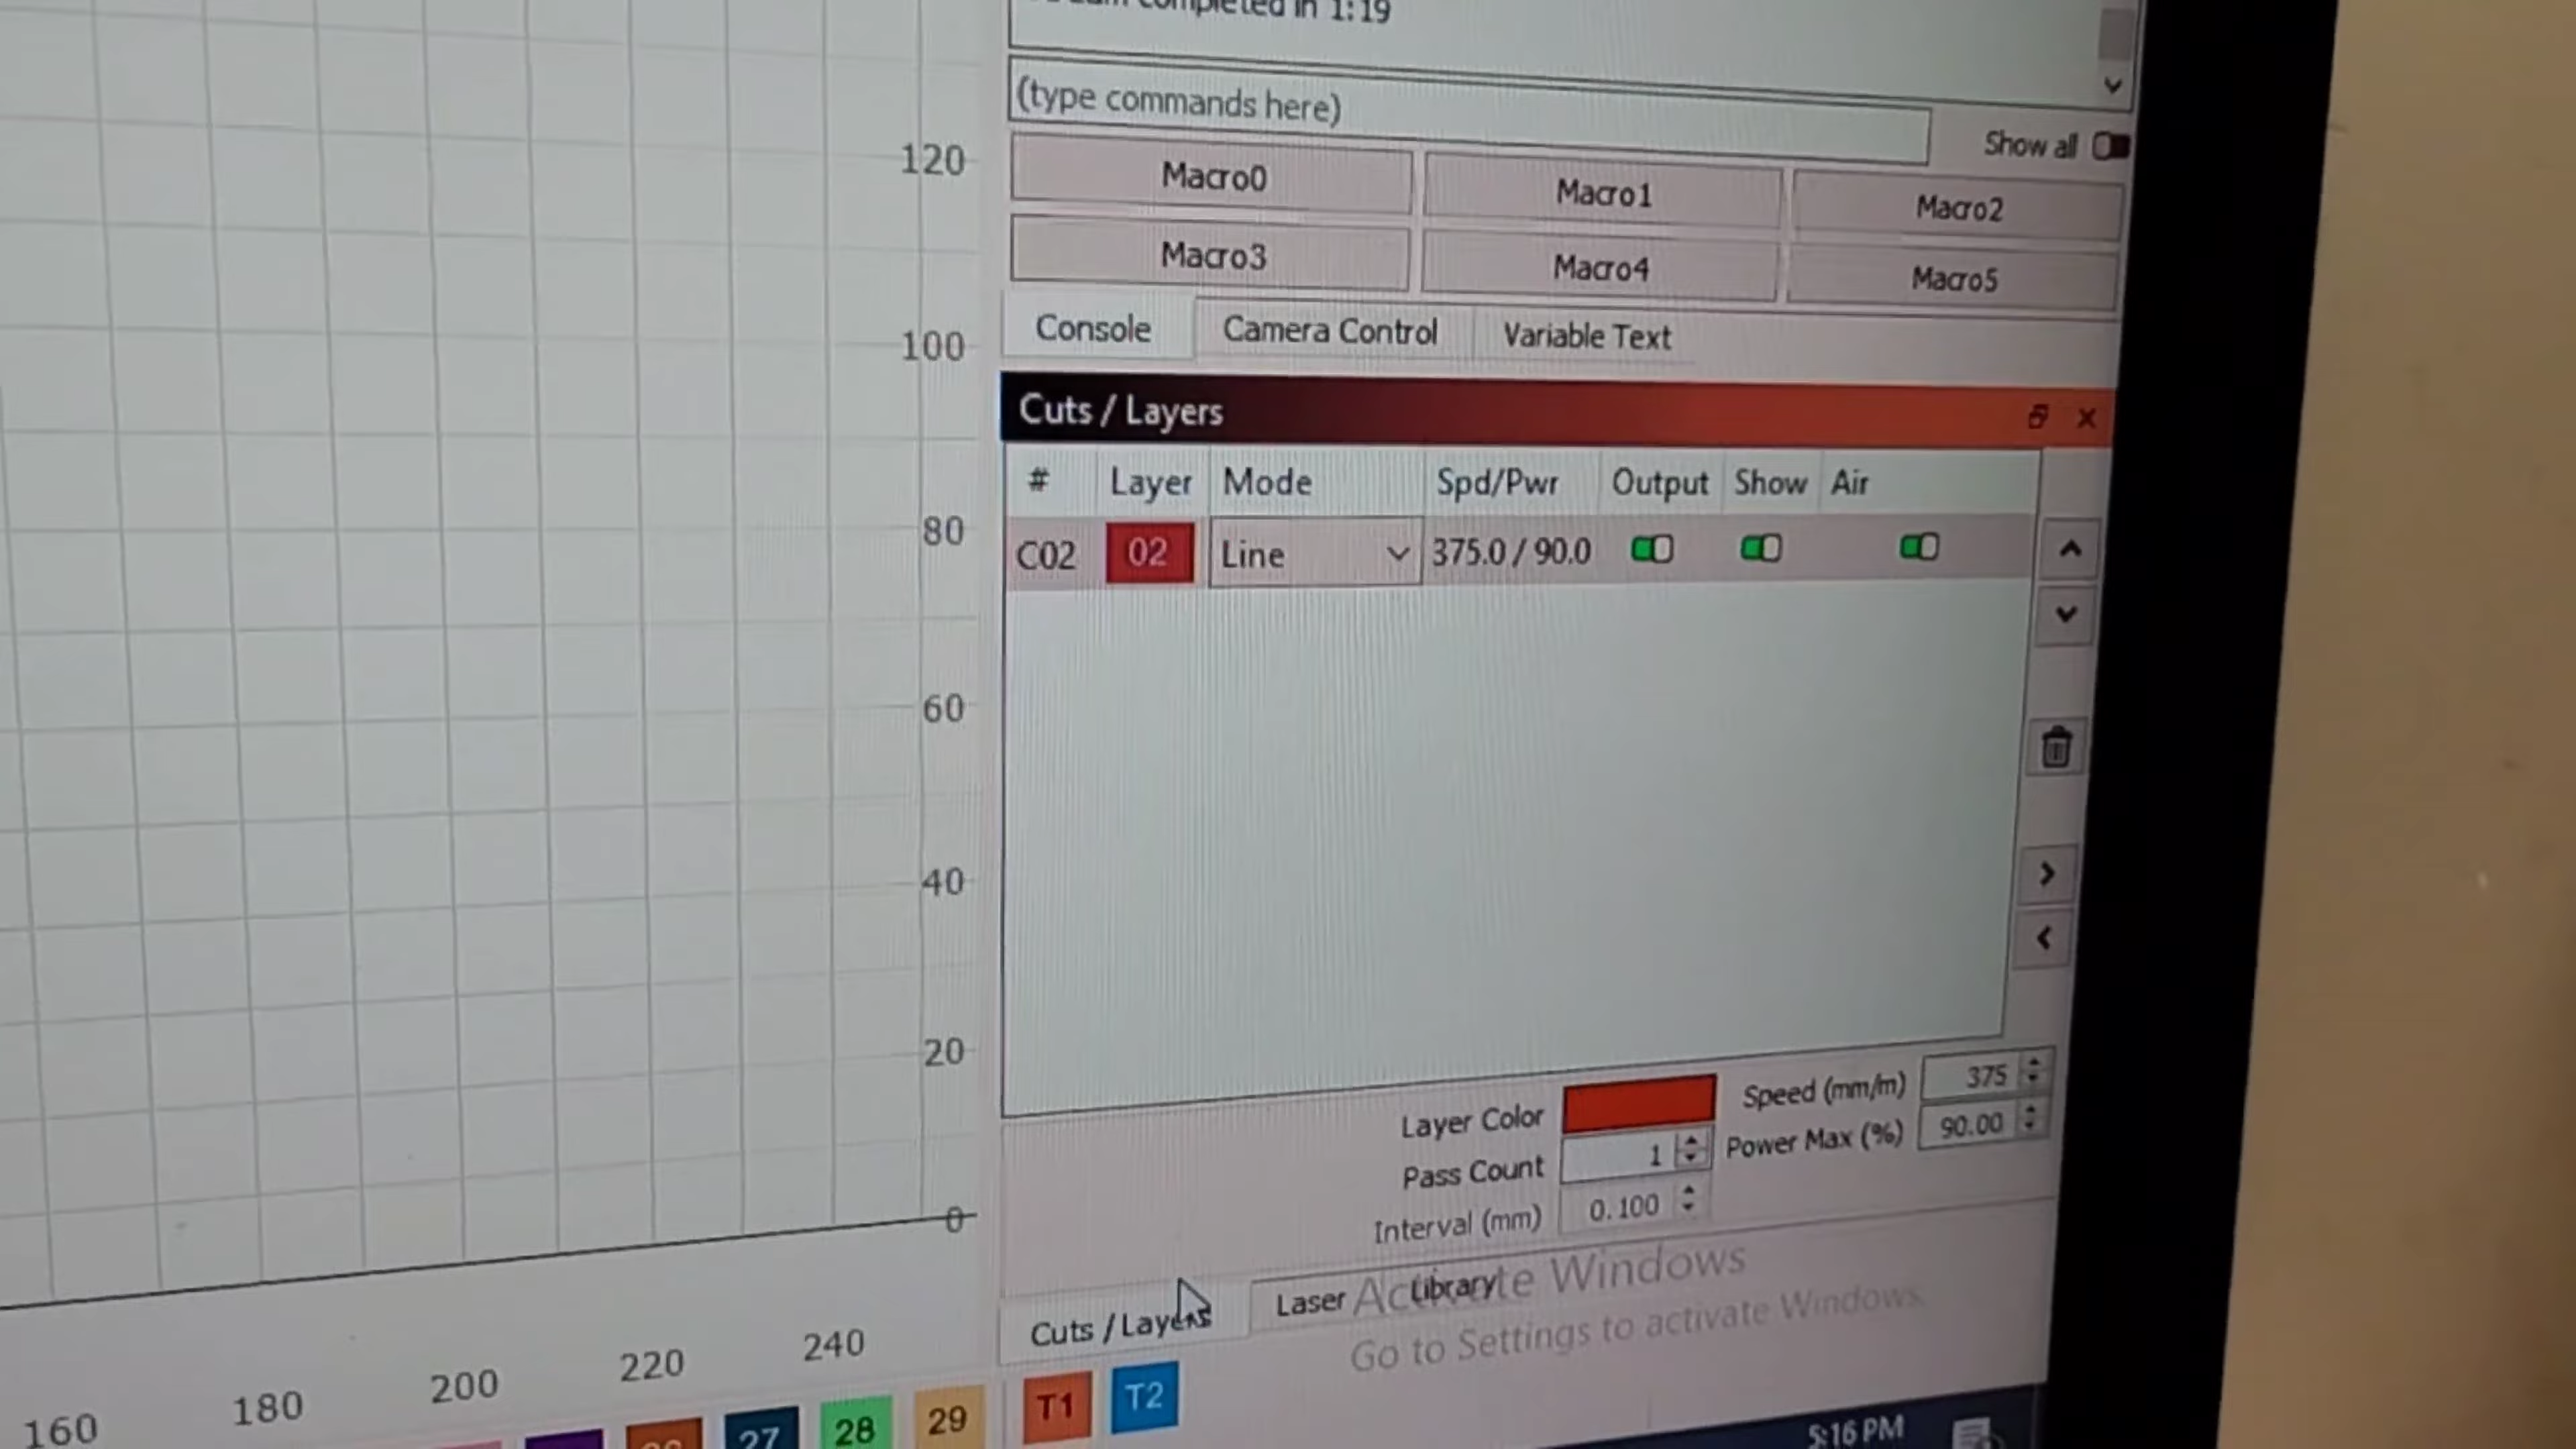 completed in 1:19
(type commands here)
Show all
Macro0 Macro1 Macro2
Macro3 Macro4 Macro5
Console Camera Control Variable Text
Cuts / Layers
# Layer Mode Spd/Pwr Output Show Air
C02 02 Line 375.0 / 90.0
120
100
80
60
40
20
0
Layer Color Speed (mm/m) 375
Pass Count 1 Power Max (%) 90.00
Interval (mm) 0.100
Cuts / Layers Laser Library
Activate Windows
Go to Settings to activate Windows.
160 180 200 220 240
27 28 29 T1 T2
5:16 PM